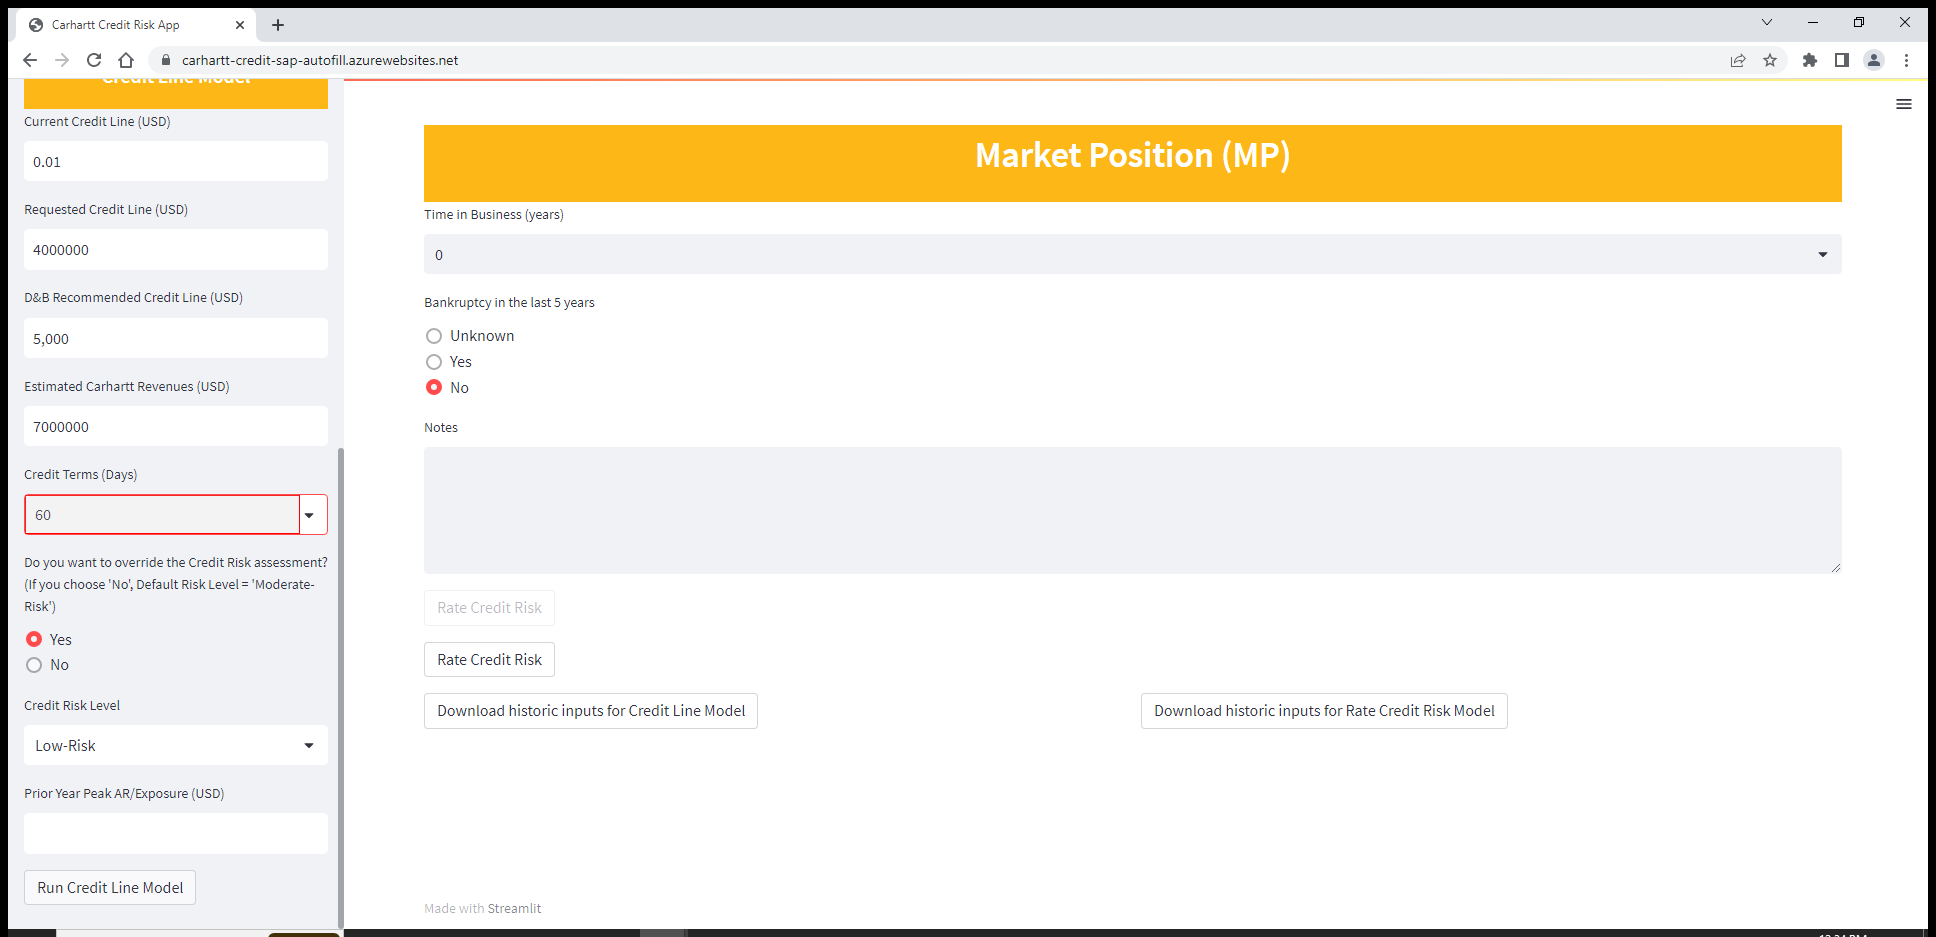 Carhartt Credit Risk App
carhartt-credit-sap-autofill.azurewebsites.net
Credit Line Model
Current Credit Line (USD)
0.01
Requested Credit Line (USD)
4000000
D&B Recommended Credit Line (USD)
5,000
Estimated Carhartt Revenues (USD)
7000000
Credit Terms (Days)
60
Do you want to override the Credit Risk assessment?
(If you choose 'No', Default Risk Level = 'Moderate-
Risk')
Yes
No
Credit Risk Level
Low-Risk
Prior Year Peak AR/Exposure (USD)
Run Credit Line Model
Market Position (MP)
Time in Business (years)
0
Bankruptcy in the last 5 years
Unknown
Yes
No
Notes
Rate Credit Risk
Rate Credit Risk
Download historic inputs for Credit Line Model
Download historic inputs for Rate Credit Risk Model
Made with Streamlit